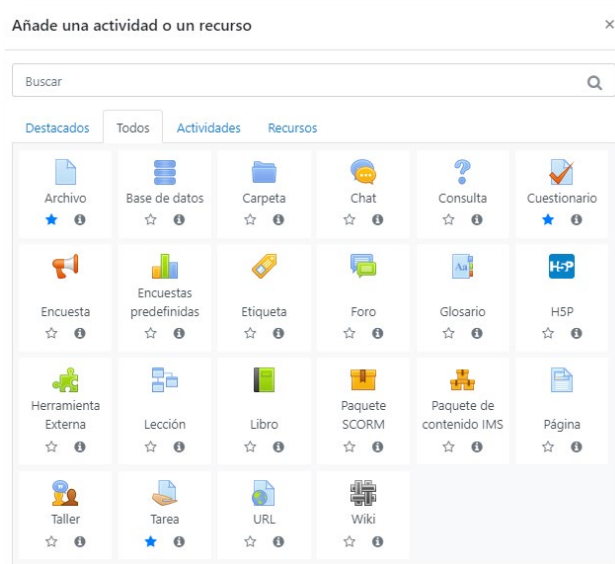 Añade una actividad o un recurso
×
Buscar
Destacados Todos Actividades Recursos
Archivo Base de datos Carpeta Chat Consulta Cuestionario
Aa
H5P
Encuesta Encuestas
predefinidas Etiqueta Foro Glosario H5P
Herramienta
Externa Lección Libro Paquete
SCORM Paquete de
contenido IMS Página
Taller Tarea URL Wiki